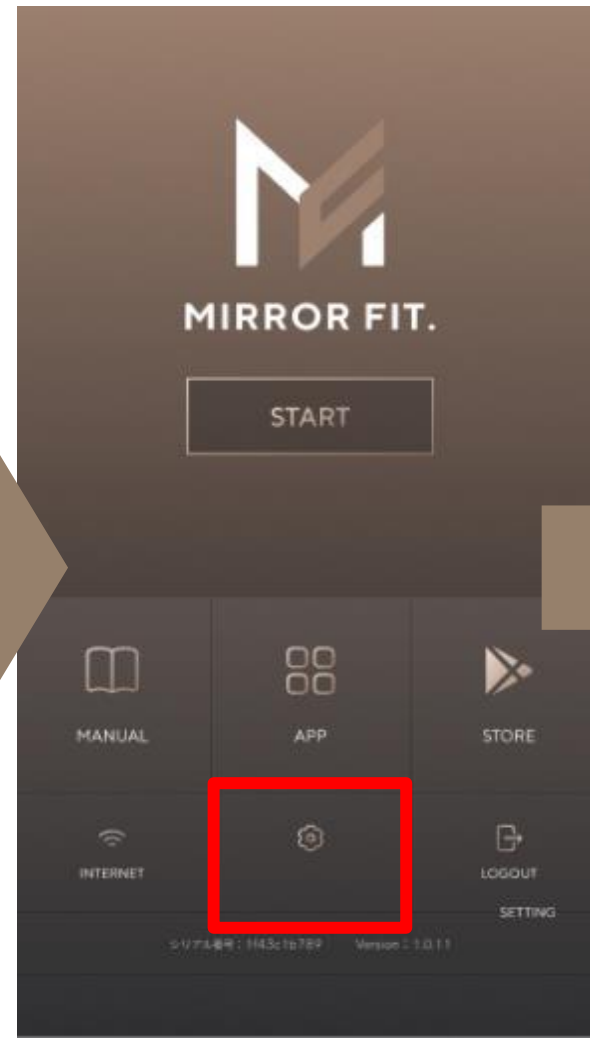 MIRROR FIT.
START
MANUAL
APP
STORE
INTERNET
LOGOUT
SETTING
シリアル番号：1f43c1b789 Version：1.0.11